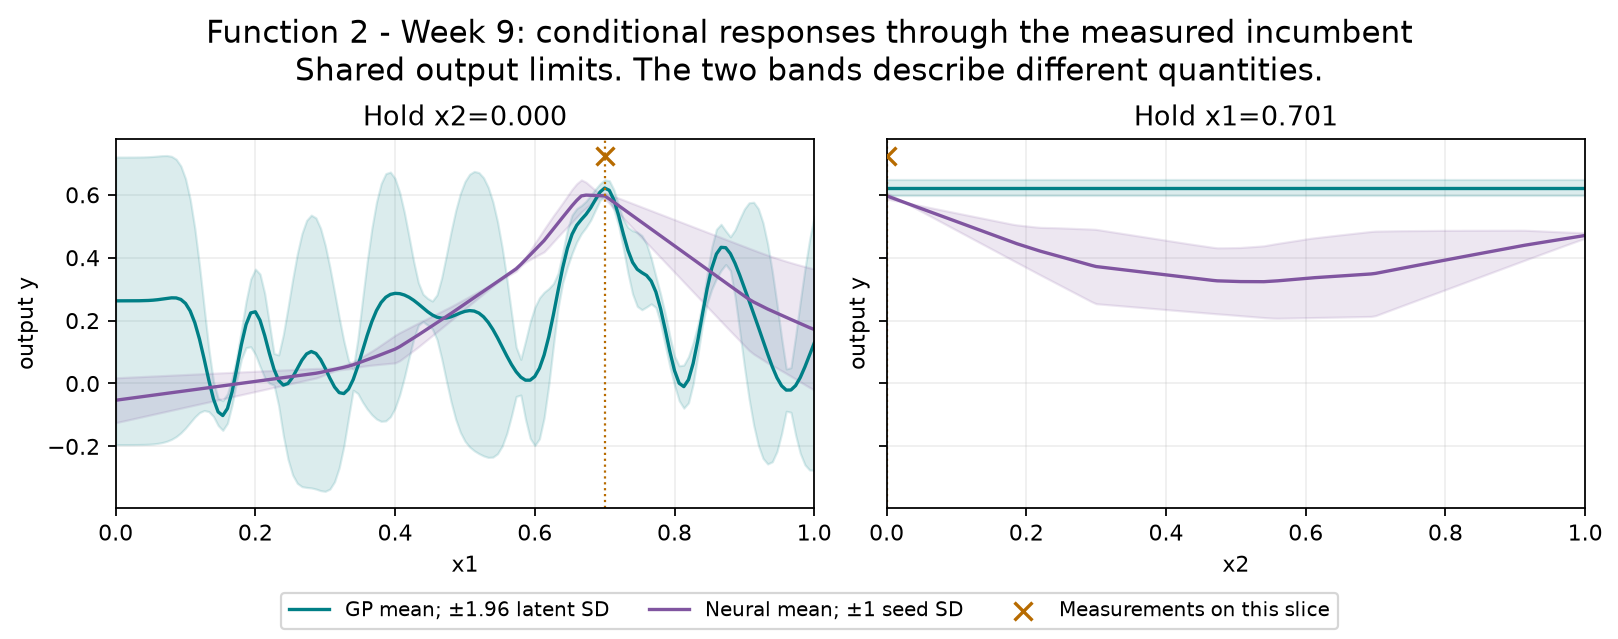 Function 2 - Week 9: conditional responses through the measured incumbent
Shared output limits. The two bands describe different quantities.
Hold x2=0.000
Hold x1=0.701
output y
0.6
0.4
0.2
0.0
−0.2
0.0 0.2 0.4 0.6 0.8 1.0
x1
output y
0.0 0.2 0.4 0.6 0.8 1.0
x2
GP mean; ±1.96 latent SD
Neural mean; ±1 seed SD
Measurements on this slice